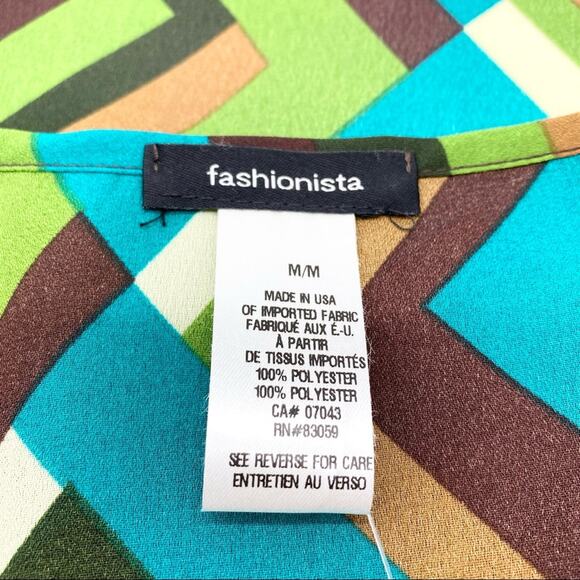 fashionista
M/M
MADE IN USA
OF IMPORTED FABRIC
FABRIQUÉ AUX É.-U.
À PARTIR
DE TISSUS IMPORTÉS
100% POLYESTER
100% POLYESTER
CA# 07043
RN#83059
SEE REVERSE FOR CARE
ENTRETIEN AU VERSO